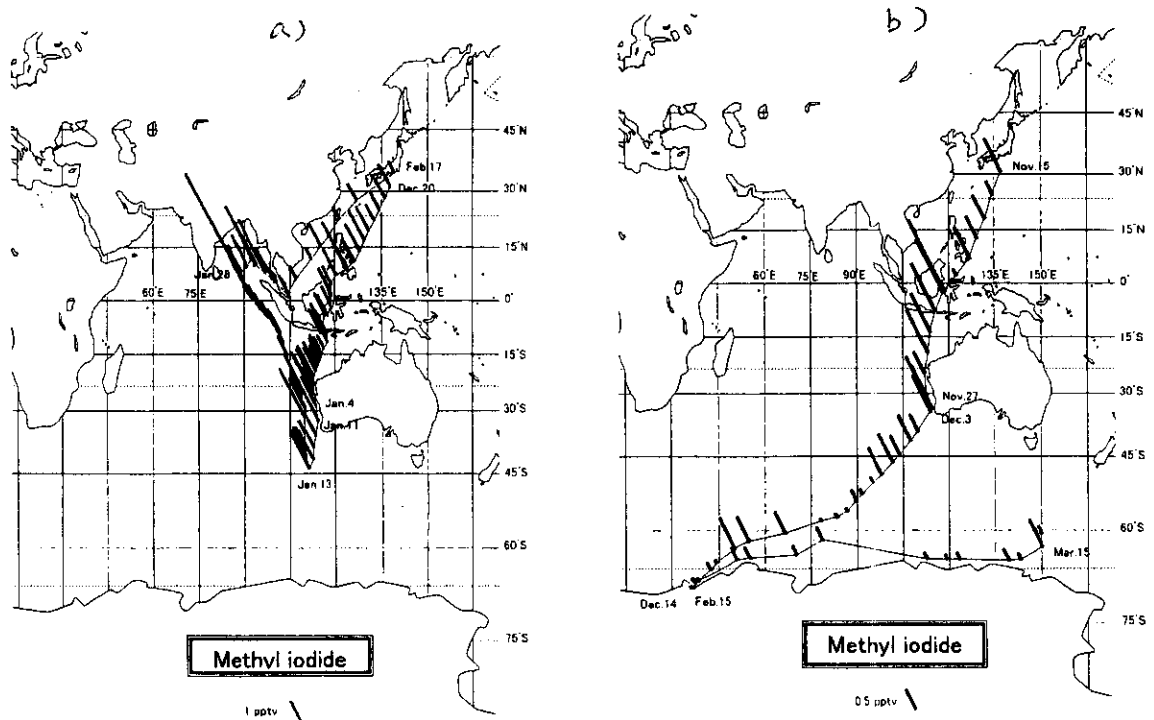 a)
45°N
Feb.17
Dec.20
30°N
15°N
Jan.28
60°E 75°E 135°E 150°E 0°
15°S
Jan.4
30°S
Jan.11
45°S
Jan.13
60°S
75°S
Methyl iodide
1 pptv
b)
45°N
Nov.15
30°N
15°N
60°E 75°E 90°E 135°E 150°E 0°
15°S
Nov.27
30°S
Dec.3
45°S
60°S
Mar.15
Dec.14 Feb.15
75°S
Methyl iodide
0.5 pptv